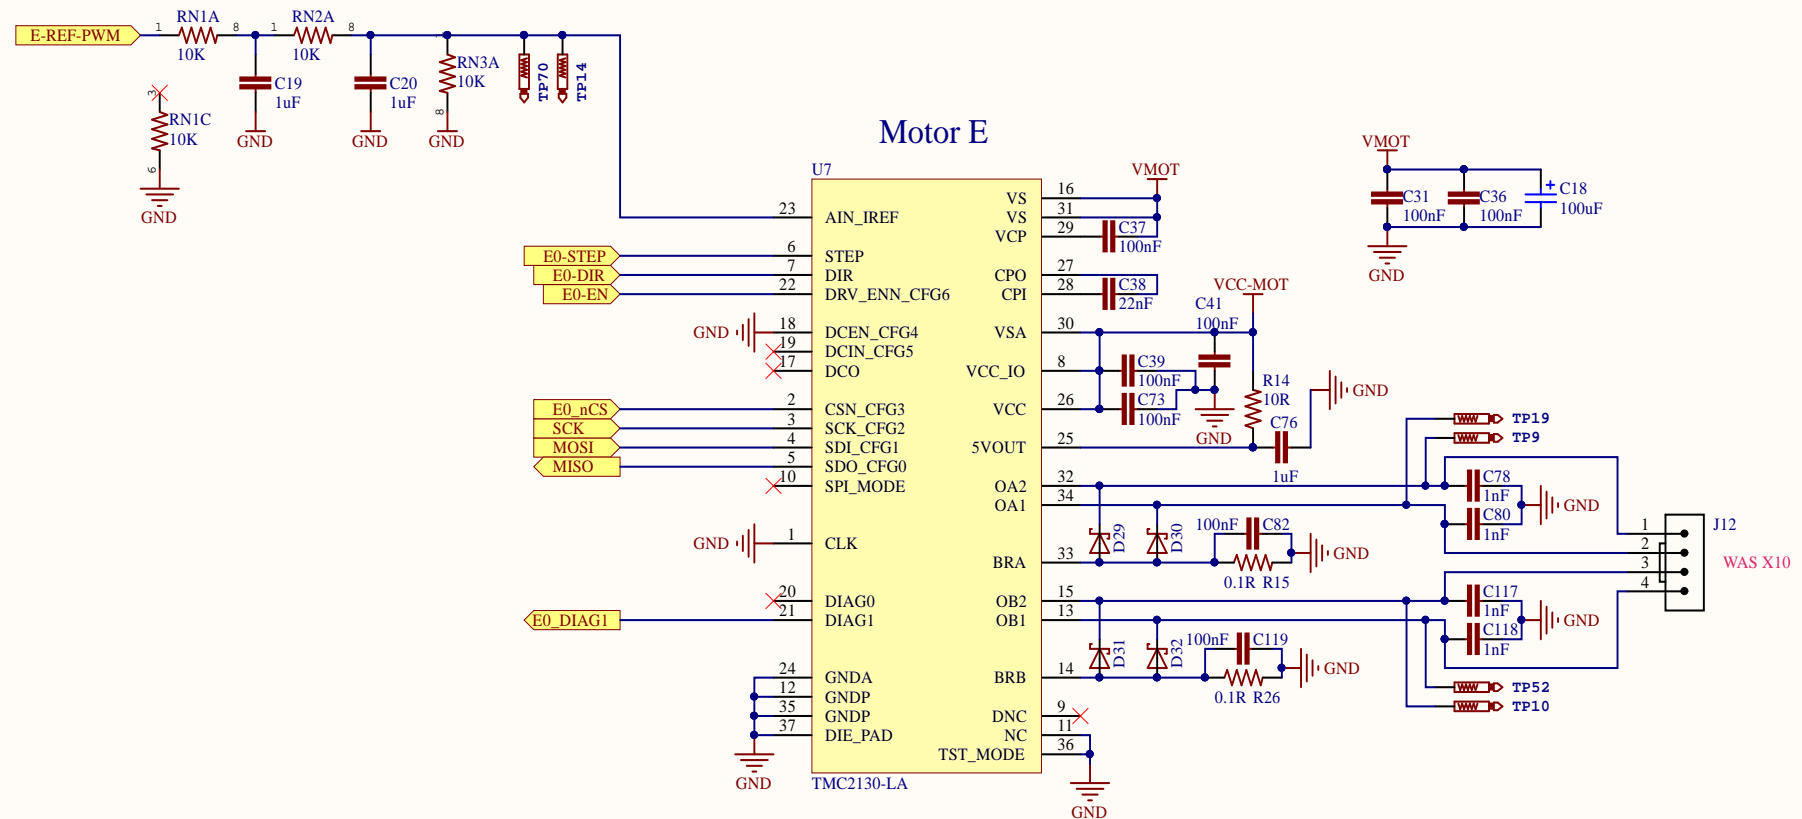 E-REF-PWM
1 RN1A 8
10K
1 RN2A 8
10K
C19
1uF
GND
C20
1uF
GND
RN3A
10K
8
GND
TP70
TP14
3
RN1C
10K
6
GND
Motor E
U7
TMC2130-LA
23 AIN_IREF
E0-STEP 6 STEP
E0-DIR 7 DIR
E0-EN 22 DRV_ENN_CFG6
GND 18 DCEN_CFG4
19 DCIN_CFG5
17 DCO
E0_nCS 2 CSN_CFG3
SCK 3 SCK_CFG2
MOSI 4 SDI_CFG1
MISO 5 SDO_CFG0
10 SPI_MODE
GND 1 CLK
20 DIAG0
E0_DIAG1 21 DIAG1
24 GNDA
12 GNDP
35 GNDP
37 DIE_PAD
GND
VS 16
VS 31
VCP 29
CPO 27
CPI 28
VSA 30
VCC_IO 8
VCC 26
5VOUT 25
OA2 32
OA1 34
BRA 33
OB2 15
OB1 13
BRB 14
DNC 9
NC 11
TST_MODE 36
GND
VMOT
C37
100nF
C38
22nF
VCC-MOT
C41
100nF
C39
100nF
C73
100nF
GND
R14
10R
C76
1uF
GND
VMOT
C31
100nF
C36
100nF
+
C18
100uF
GND
TP19
TP9
C78
1nF
C80
1nF
GND
D29
D30
100nF C82
0.1R R15
GND
J12
1
2
3
4
WAS X10
C117
1nF
C118
1nF
GND
D31
D32
100nF C119
0.1R R26
GND
TP52
TP10